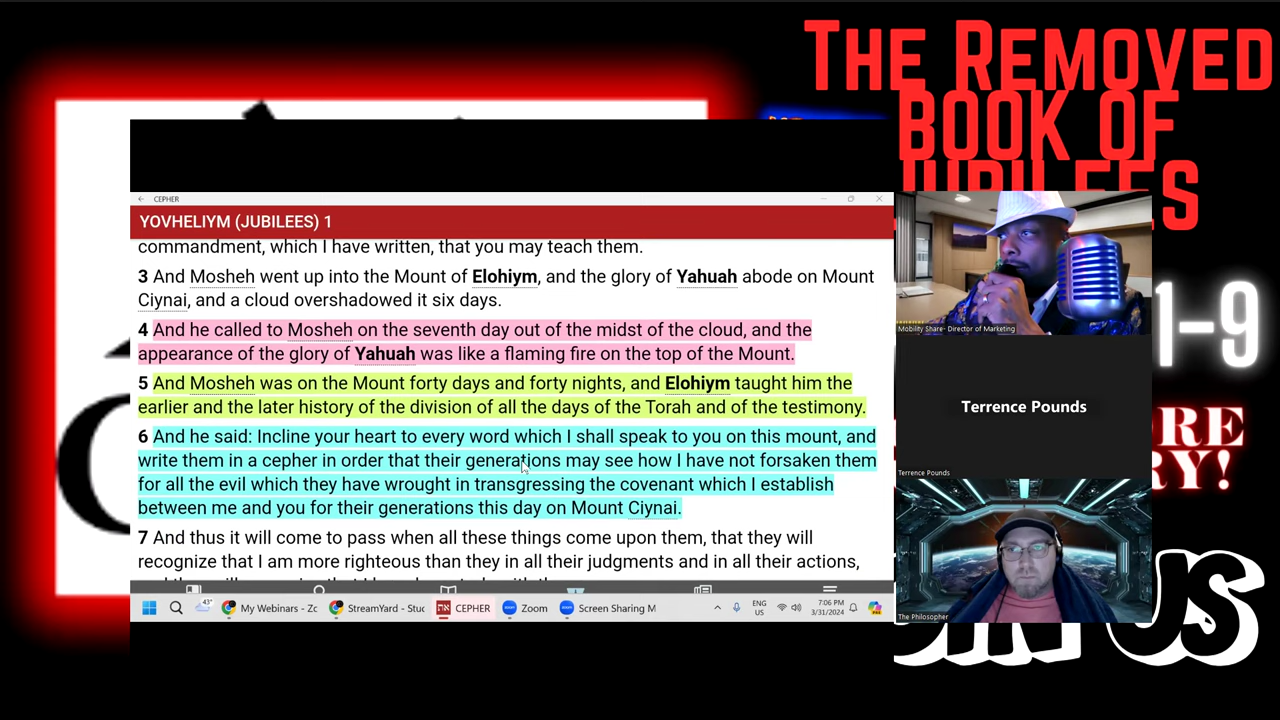 THE REMOVED
BOOK OF
JUBILEES
1-9
CEPHER
YOVHELIYM (JUBILEES) 1
commandment, which I have written, that you may teach them.
3 And Mosheh went up into the Mount of Elohiym, and the glory of Yahuah abode on Mount
Ciynai, and a cloud overshadowed it six days.
4 And he called to Mosheh on the seventh day out of the midst of the cloud, and the
appearance of the glory of Yahuah was like a flaming fire on the top of the Mount.
5 And Mosheh was on the Mount forty days and forty nights, and Elohiym taught him the
earlier and the later history of the division of all the days of the Torah and of the testimony.
6 And he said: Incline your heart to every word which I shall speak to you on this mount, and
write them in a cepher in order that their generations may see how I have not forsaken them
for all the evil which they have wrought in transgressing the covenant which I establish
between me and you for their generations this day on Mount Ciynai.
7 And thus it will come to pass when all these things come upon them, that they will
recognize that I am more righteous than they in all their judgments and in all their actions,
Mobility Share- Director of Marketing
Terrence Pounds
Terrence Pounds
The Philosopher
43°
My Webinars - Zc
StreamYard - Stuc
CEPHER
Zoom
Screen Sharing M
ENG
US
7:06 PM
3/31/2024
US